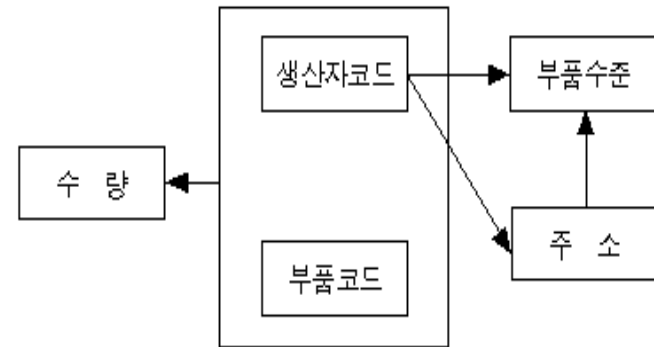 생산자코드
부품수준
수 량
주 소
부품코드